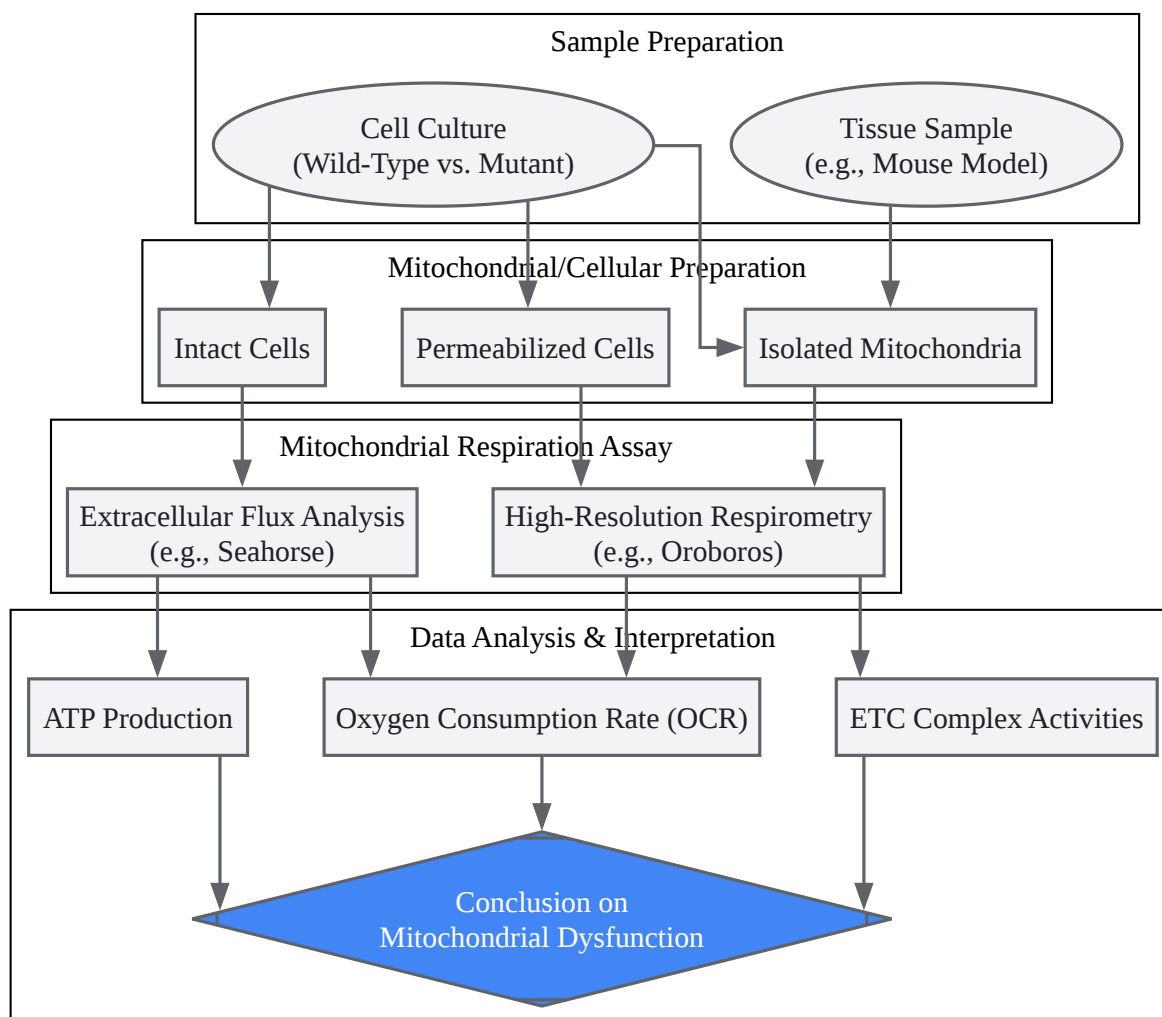 Sample Preparation
Cell Culture
(Wild-Type vs. Mutant)
Tissue Sample
(e.g., Mouse Model)
Mitochondrial/Cellular Preparation
Intact Cells
Permeabilized Cells
Isolated Mitochondria
Mitochondrial Respiration Assay
Extracellular Flux Analysis
(e.g., Seahorse)
High-Resolution Respirometry
(e.g., Oroboros)
Data Analysis & Interpretation
ATP Production
Oxygen Consumption Rate (OCR)
ETC Complex Activities
Conclusion on
Mitochondrial Dysfunction